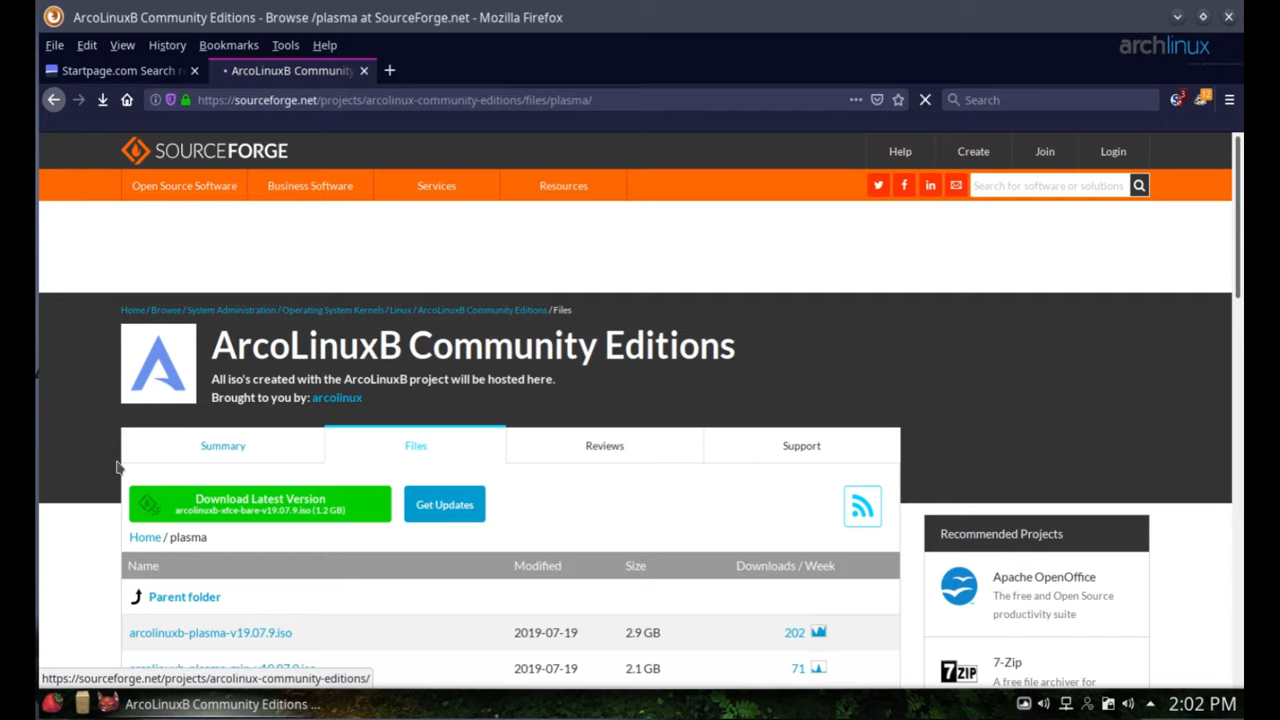 ArcoLinuxB Community Editions - Browse /plasma at SourceForge.net - Mozilla Firefox
File Edit View History Bookmarks Tools Help
archlinux
Startpage.com Search r
ArcoLinuxB Communit
https://sourceforge.net/projects/arcolinux-community-editions/files/plasma/
Search
3
12
SOURCEFORGE
Help Create Join Login
Open Source Software Business Software Services Resources
Search for software or solutions
Home / Browse / System Administration / Operating System Kernels / Linux / ArcoLinuxB Community Editions / Files
ArcoLinuxB Community Editions
All iso's created with the ArcoLinuxB project will be hosted here.
Brought to you by: arcolinux
Summary Files Reviews Support
Download Latest Version
arcolinuxb-xfce-bare-v19.07.9.iso (1.2 GB)
Get Updates
Home / plasma
Name Modified Size Downloads / Week
Parent folder
arcolinuxb-plasma-v19.07.9.iso 2019-07-19 2.9 GB 202
2019-07-19 2.1 GB 71
Recommended Projects
Apache OpenOffice
The free and Open Source
productivity suite
7ZIP
7-Zip
A free file archiver for
https://sourceforge.net/projects/arcolinux-community-editions/
ArcoLinuxB Community Editions ...
2:02 PM